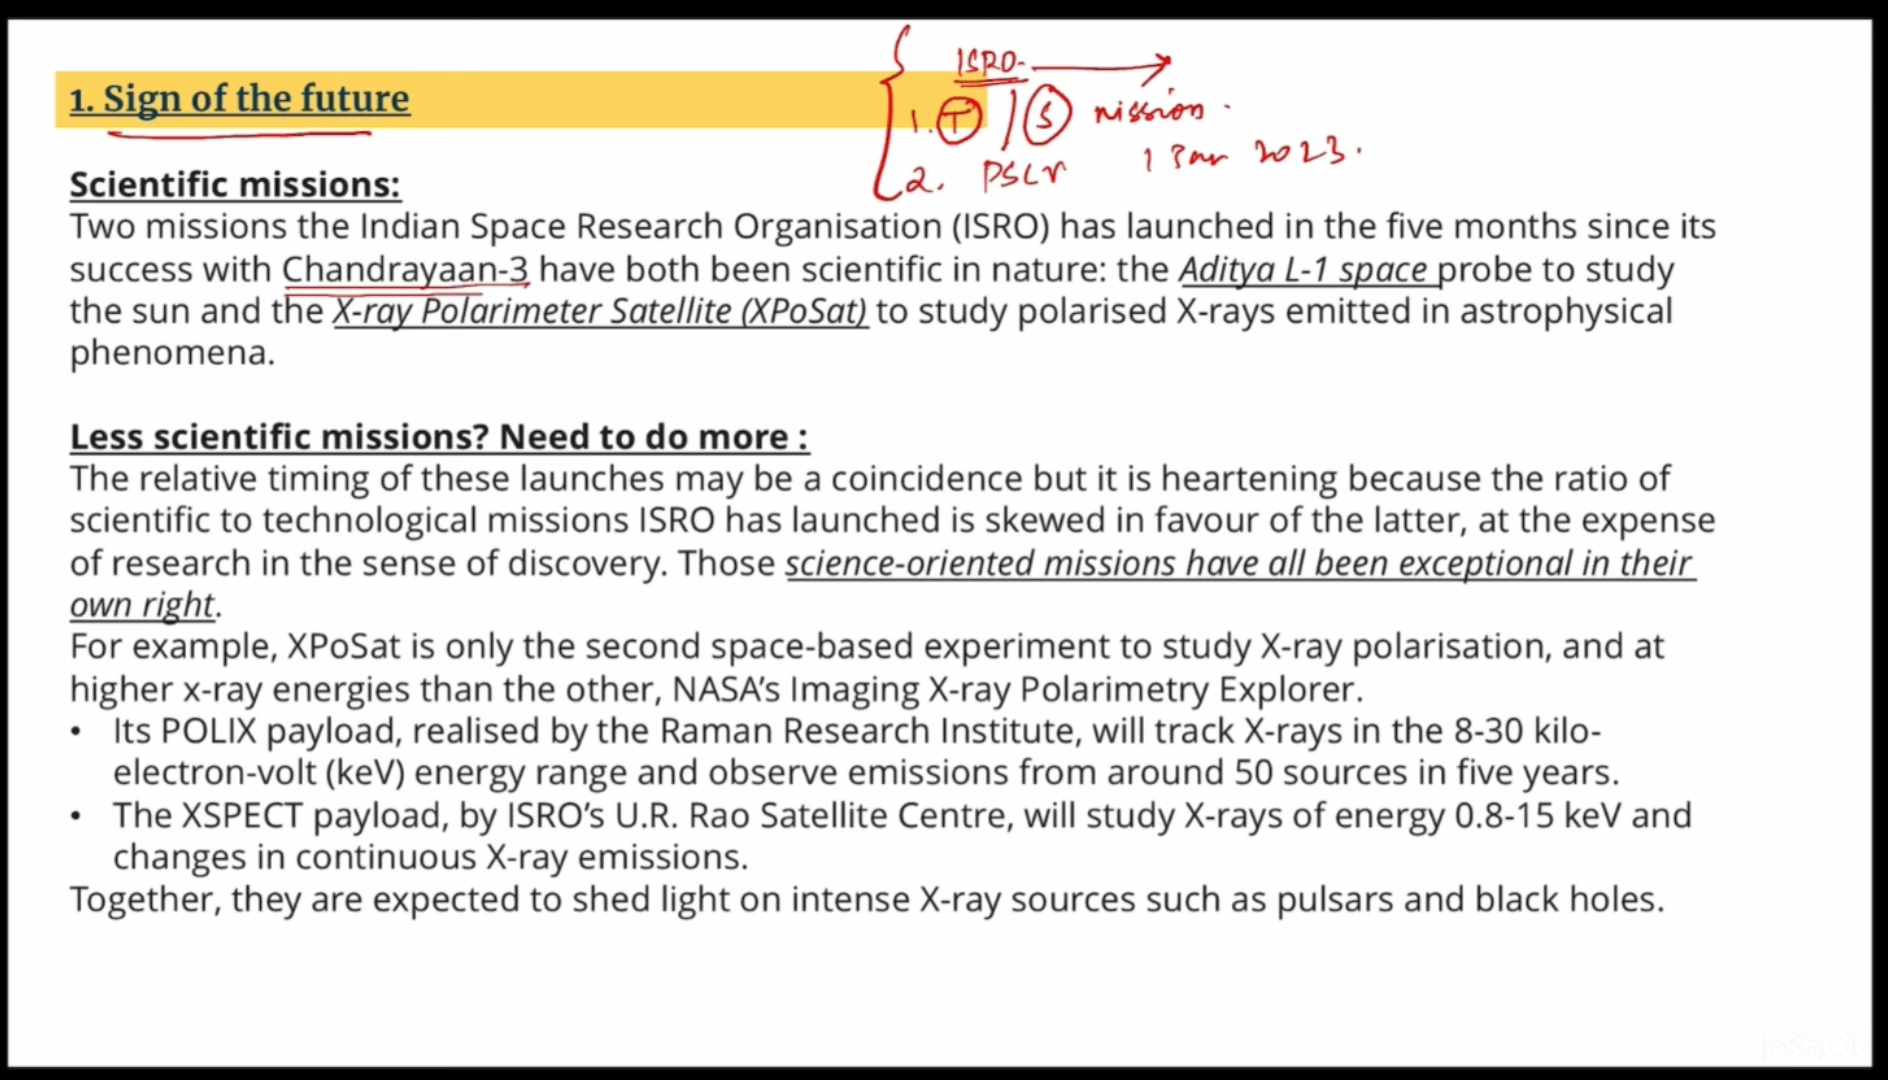 ISRO.
1. T / S mission.
2. PSLV 1 Jan 2023.
1. Sign of the future
Scientific missions:
Two missions the Indian Space Research Organisation (ISRO) has launched in the five months since its
success with Chandrayaan-3 have both been scientific in nature: the Aditya L-1 space probe to study
the sun and the X-ray Polarimeter Satellite (XPoSat) to study polarised X-rays emitted in astrophysical
phenomena.
Less scientific missions? Need to do more :
The relative timing of these launches may be a coincidence but it is heartening because the ratio of
scientific to technological missions ISRO has launched is skewed in favour of the latter, at the expense
of research in the sense of discovery. Those science-oriented missions have all been exceptional in their
own right.
For example, XPoSat is only the second space-based experiment to study X-ray polarisation, and at
higher x-ray energies than the other, NASA's Imaging X-ray Polarimetry Explorer.
• Its POLIX payload, realised by the Raman Research Institute, will track X-rays in the 8-30 kilo-
electron-volt (keV) energy range and observe emissions from around 50 sources in five years.
• The XSPECT payload, by ISRO's U.R. Rao Satellite Centre, will study X-rays of energy 0.8-15 keV and
changes in continuous X-ray emissions.
Together, they are expected to shed light on intense X-ray sources such as pulsars and black holes.